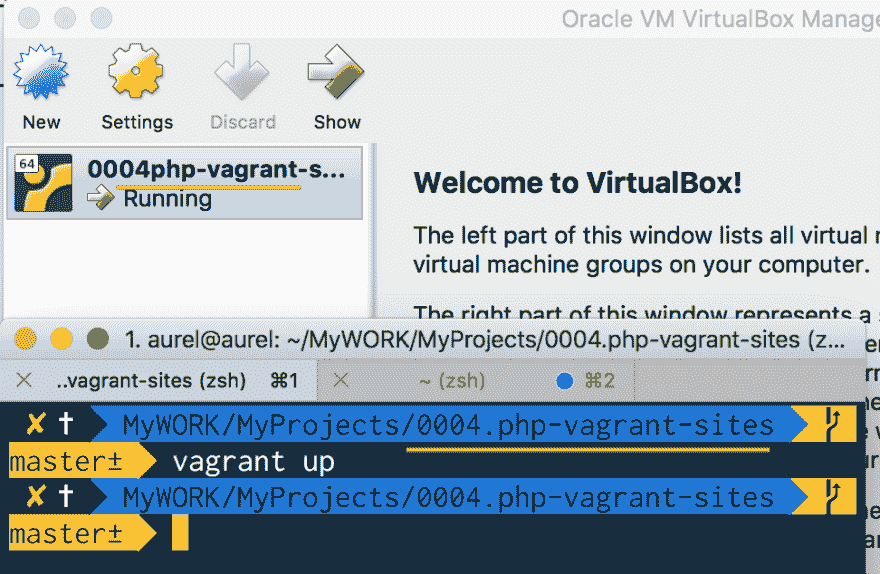 Oracle VM VirtualBox Manage
New Settings Discard Show
64
0004php-vagrant-s...
Running
Welcome to VirtualBox!
The left part of this window lists all virtual
virtual machine groups on your computer.
The right part of this window represents a
1. aurel@aurel: ~/MyWORK/MyProjects/0004.php-vagrant-sites (z...
..vagrant-sites (zsh) ⌘1 ~ (zsh) ⌘2
✘ † MyWORK/MyProjects/0004.php-vagrant-sites
master± vagrant up
✘ † MyWORK/MyProjects/0004.php-vagrant-sites
master±